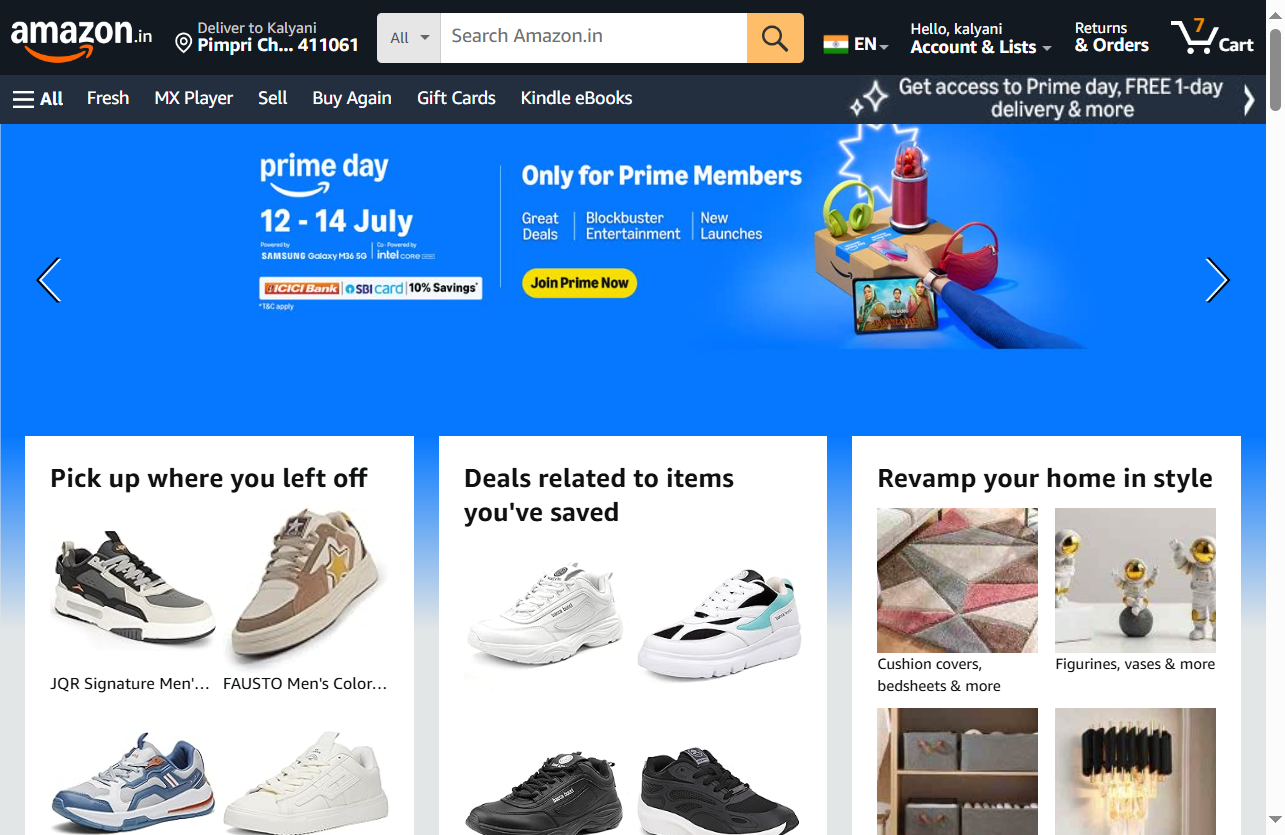 amazon.in
Deliver to Kalyani
Pimpri Ch... 411061
All
Search Amazon.in
EN
Hello, kalyani
Account & Lists
Returns
& Orders
7
Cart
All
Fresh
MX Player
Sell
Buy Again
Gift Cards
Kindle eBooks
Get access to Prime day, FREE 1-day
delivery & more
prime day
12 - 14 July
Powered by
SAMSUNG Galaxy M36 5G
Co- Powered by
intel CORE
ICICI Bank
SBI card
10% Savings*
*T&C apply
Only for Prime Members
Great
Deals
Blockbuster
Entertainment
New
Launches
Join Prime Now
Pick up where you left off
JQR Signature Men'...
FAUSTO Men's Color...
Deals related to items
you've saved
Revamp your home in style
Cushion covers,
bedsheets & more
Figurines, vases & more